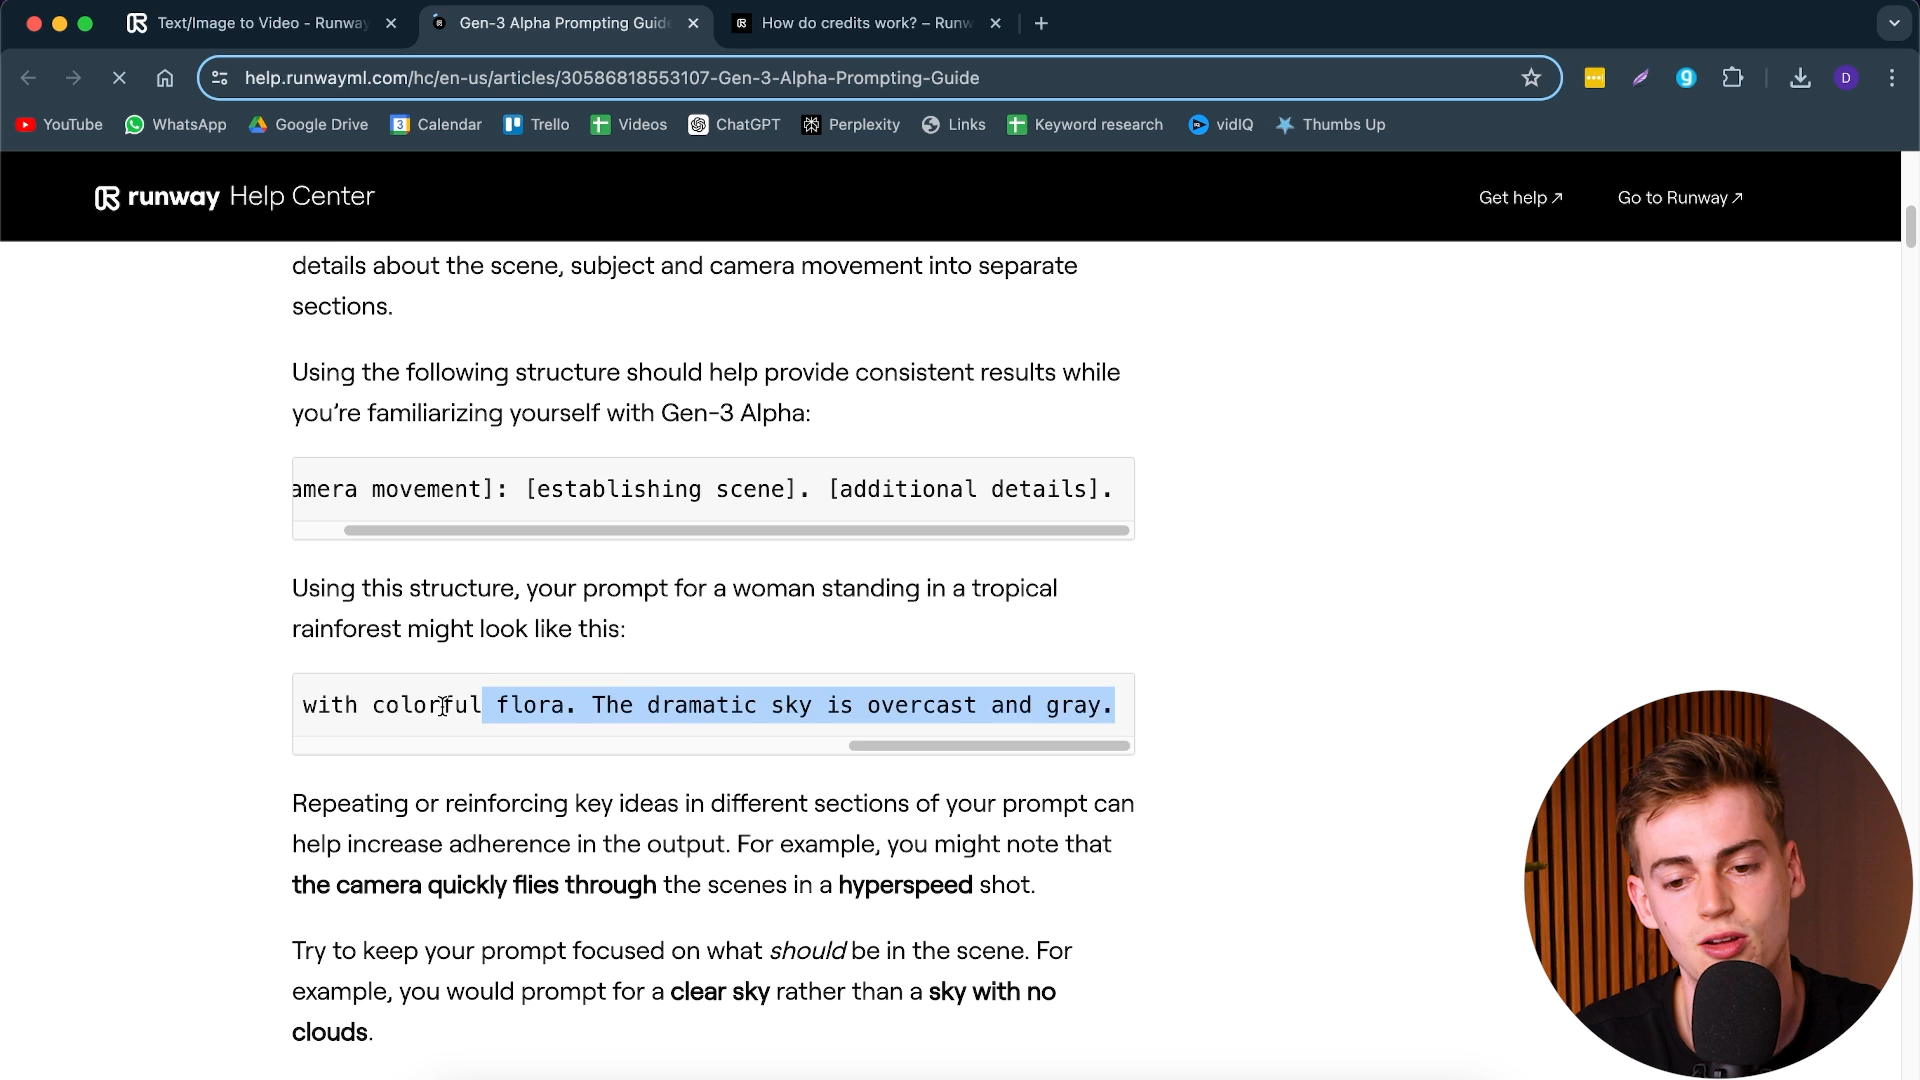 Text/Image to Video - Runway
Gen-3 Alpha Prompting Guide
How do credits work? – Runw
help.runwayml.com/hc/en-us/articles/30586818553107-Gen-3-Alpha-Prompting-Guide
D
YouTube
WhatsApp
Google Drive
3
Calendar
Trello
Videos
ChatGPT
Perplexity
Links
Keyword research
vidIQ
Thumbs Up
runway Help Center
Get help ↗
Go to Runway ↗
details about the scene, subject and camera movement into separate
sections.
Using the following structure should help provide consistent results while
you’re familiarizing yourself with Gen-3 Alpha:
amera movement]: [establishing scene]. [additional details].
Using this structure, your prompt for a woman standing in a tropical
rainforest might look like this:
with colorful flora. The dramatic sky is overcast and gray.
Repeating or reinforcing key ideas in different sections of your prompt can
help increase adherence in the output. For example, you might note that
the camera quickly flies through the scenes in a hyperspeed shot.
Try to keep your prompt focused on what should be in the scene. For
example, you would prompt for a clear sky rather than a sky with no
clouds.